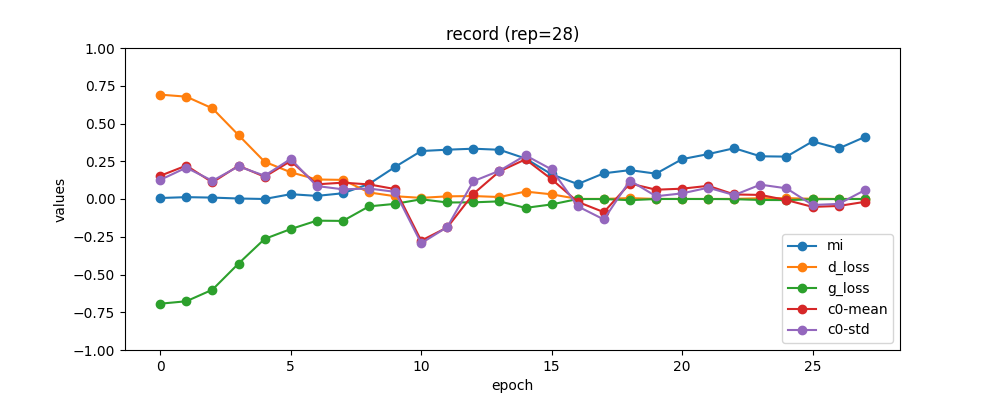 record (rep=28)
1.00
0.75
0.50
0.25
0.00
−0.25
−0.50
−0.75
−1.00
values
0
5
10
15
20
25
epoch
mi
d_loss
g_loss
c0-mean
c0-std